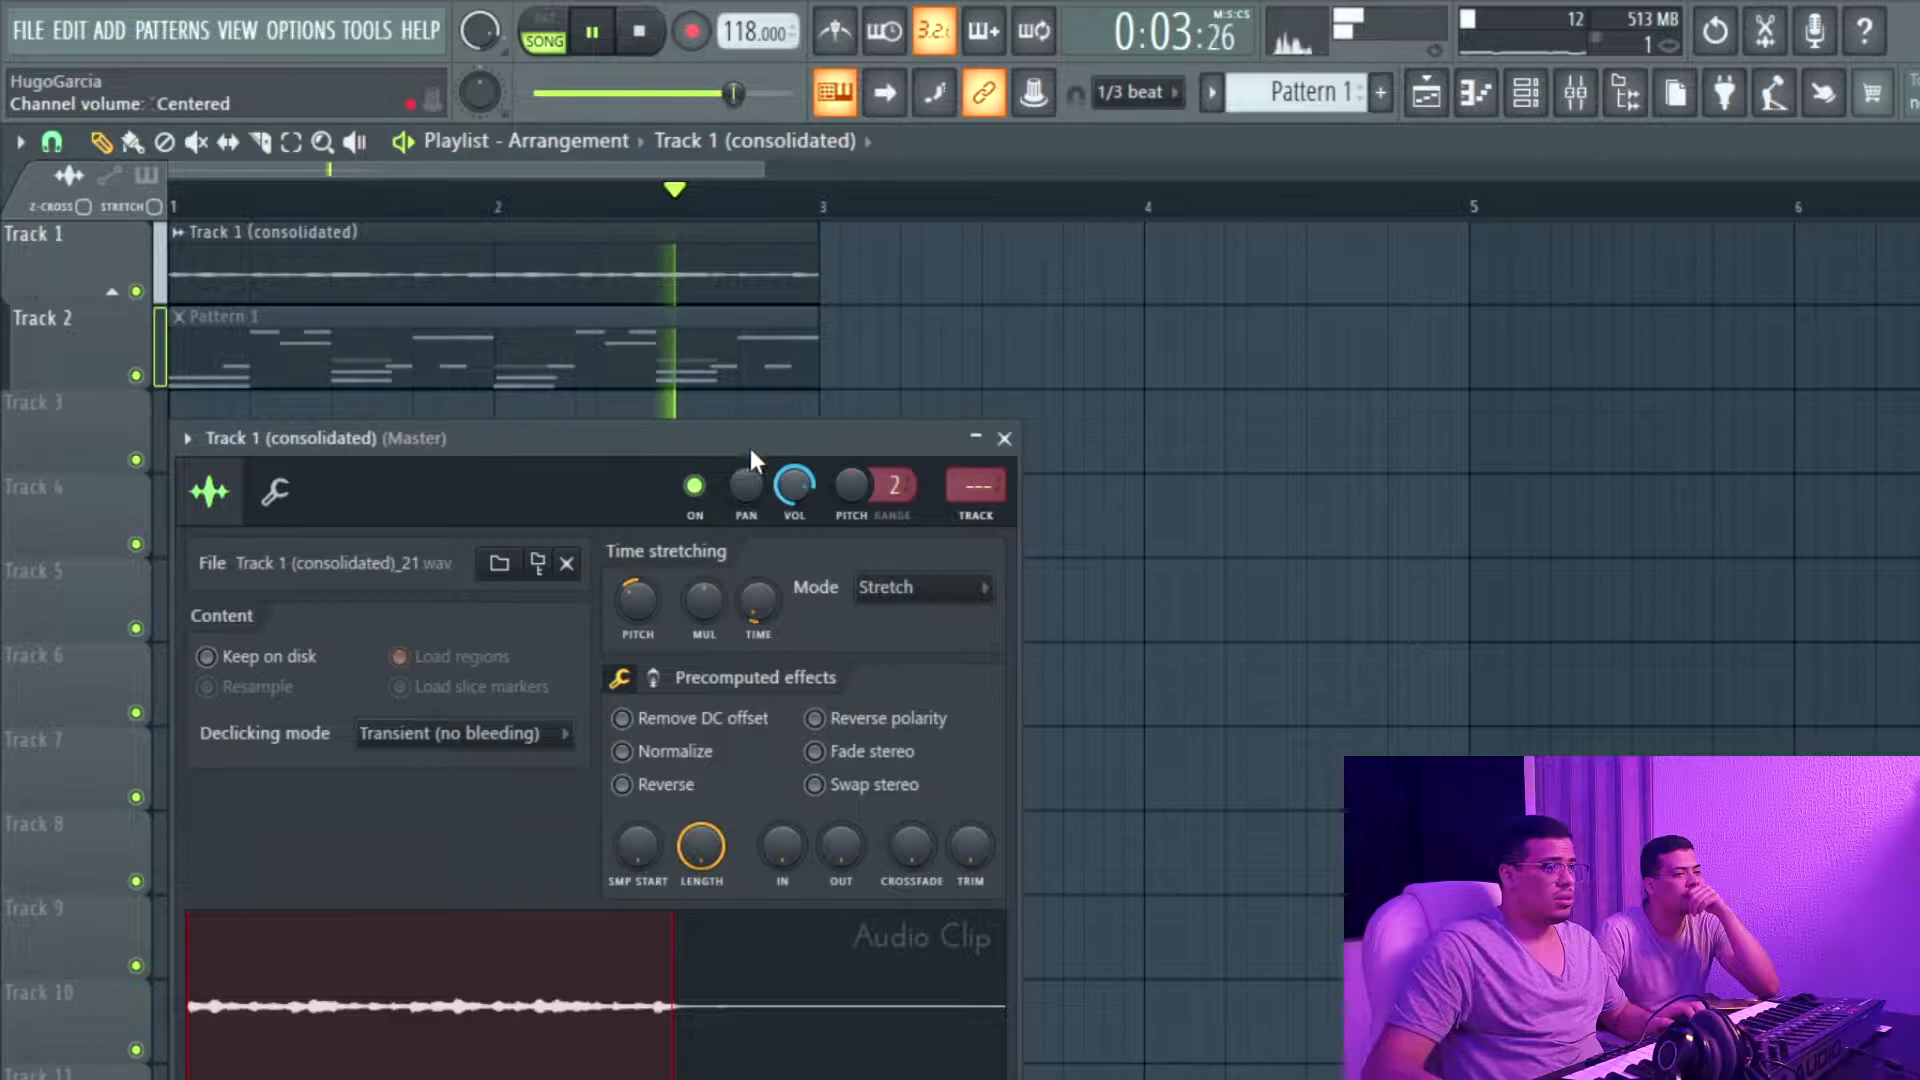 FILE EDIT ADD PATTERNS VIEW OPTIONS TOOLS HELP
PAT
SONG
118.000
3.2.
0:03:26
M:S:CS
12
513 MB
1
HugoGarcia
Channel volume: Centered
1/3 beat
Pattern 1
Playlist - Arrangement › Track 1 (consolidated)
Z-CROSS STRETCH
1 2 3 4 5 6
Track 1
Track 1 (consolidated)
Track 2
Pattern 1
Track 3
Track 4
Track 5
Track 6
Track 7
Track 8
Track 9
Track 10
Track 11
Track 1 (consolidated) (Master)
2
---
ON PAN VOL PITCH RANGE TRACK
File Track 1 (consolidated)_21.wav
Content
Keep on disk
Load regions
Resample
Load slice markers
Declicking mode Transient (no bleeding)
Time stretching
Mode Stretch
PITCH MUL TIME
Precomputed effects
Remove DC offset
Reverse polarity
Normalize
Fade stereo
Reverse
Swap stereo
SMP START LENGTH IN OUT CROSSFADE TRIM
Audio Clip